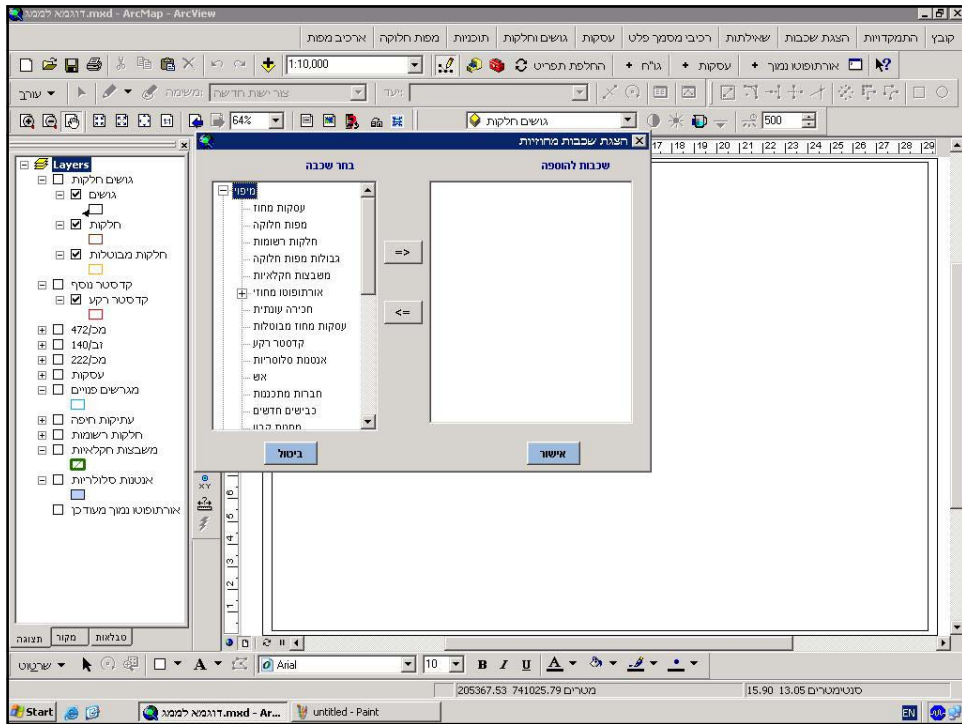 דוגמא לממג.mxd - ArcMap - ArcView
קובץ התמקדויות הצגת שכבות שאילתות רכיבי מסמך פלט עסקות גושים וחלקות תוכניות מפות חלוקה ארכיב מפות
1:10,000 החלפת תפריט גו"ח עסקות אורתופוטו נמוך
עורך משימה: צור ישות חדשה יעד:
64% גושים חלקות 500
הצגת שכבות מחוזיות
17 18 19 20 21 22 23 24 25 26 27 28 29
בחר שכבה
שכבות להוספה
מיפוי
עסקות מחוז
מפות חלוקה
חלקות רשומות
גבולות מפות חלוקה
משבצות חקלאיות
אורתופוטו מחוזי
חכירה עונתית
עסקות מחוז מבוטלות
קדסטר רקע
אנטנות סלולריות
אש
חברות מתכננות
כבישים חדשים
=>
<=
ביטול
אישור
Layers
גושים חלקות
גושים
חלקות
חלקות מבוטלות
קדסטר נוסף
קדסטר רקע
מכ/472
זב/140
מכ/222
עסקות
מגרשים פנויים
עתיקות חיפה
חלקות רשומות
משבצות חקלאיות
אנטנות סלולריות
אורתופוטו נמוך מעודכן
תצוגה מקור טבלאות
שרטוט A Arial 10 B I U A
205367.53 741025.79 מטרים
15.90 13.05 סנטימטרים
Start דוגמא לממג.mxd - Ar... untitled - Paint EN